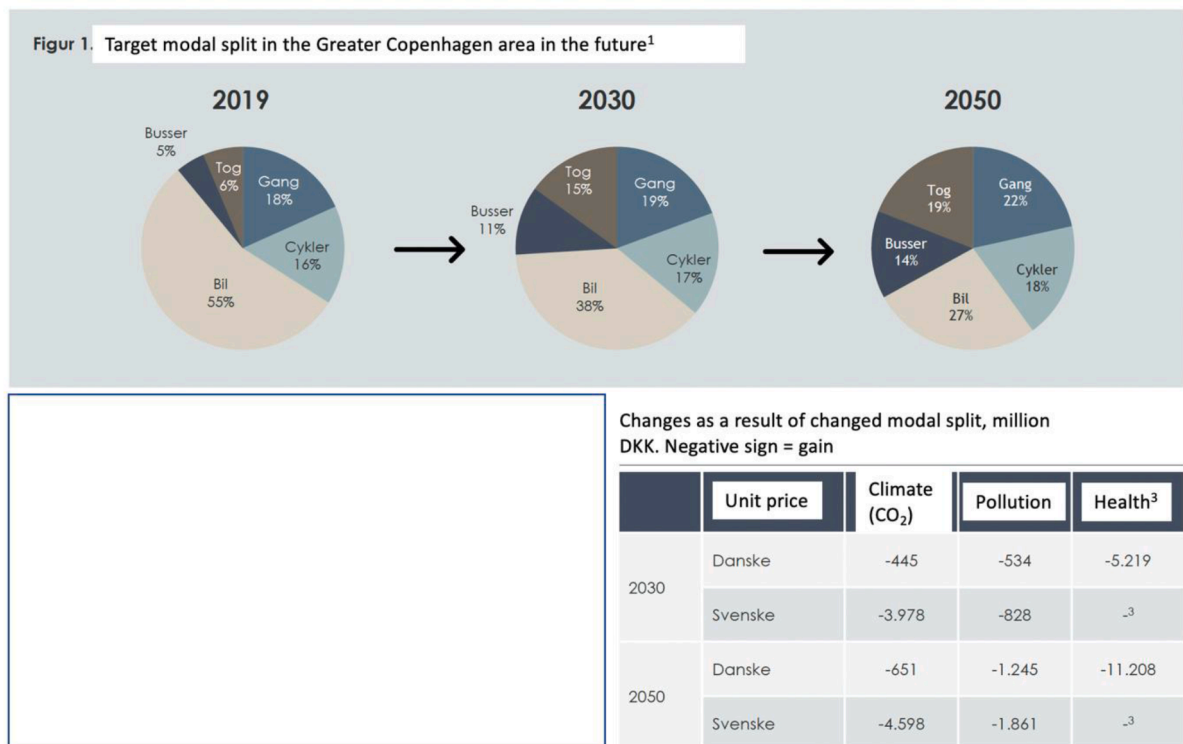 Figur 1. Target modal split in the Greater Copenhagen area in the future¹
2019
Busser
5%
Tog
6%
Gang
18%
Cykler
16%
Bil
55%
2030
Tog
15%
Gang
19%
Busser
11%
Cykler
17%
Bil
38%
2050
Tog
19%
Gang
22%
Busser
14%
Cykler
18%
Bil
27%
Changes as a result of changed modal split, million
DKK. Negative sign = gain
Unit price Climate (CO₂) Pollution Health³
2030
Danske -445 -534 -5.219
Svenske -3.978 -828 -³
2050
Danske -651 -1.245 -11.208
Svenske -4.598 -1.861 -³